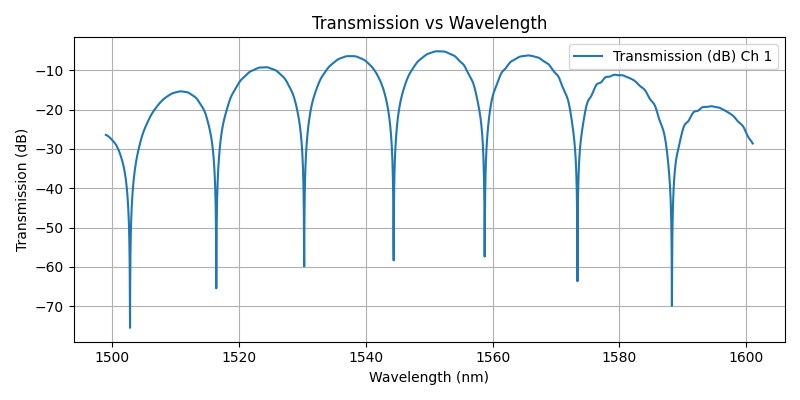 Transmission vs Wavelength
Transmission (dB) Ch 1
Transmission (dB)
−10
−20
−30
−40
−50
−60
−70
1500 1520 1540 1560 1580 1600
Wavelength (nm)